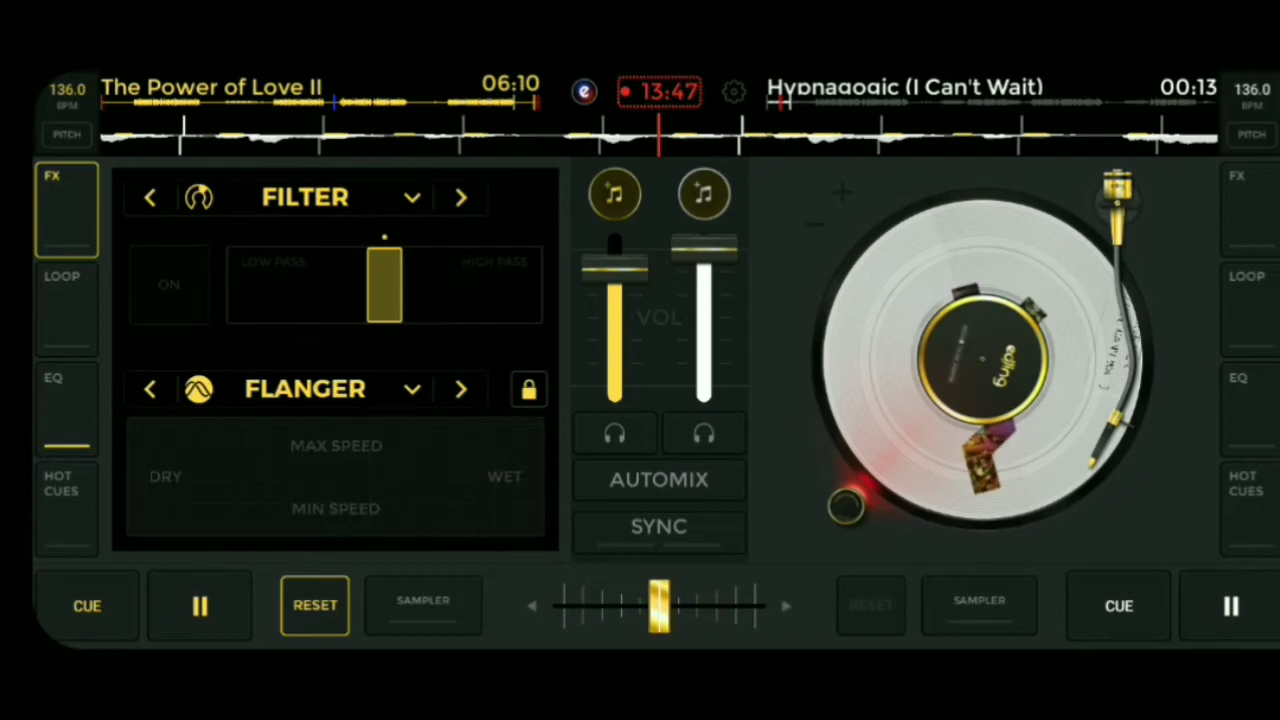 136.0
BPM
PITCH
The Power of Love II
06:10
e
13:47
Hypnagogic (I Can't Wait)
00:13
136.0
BPM
PITCH
FX
LOOP
EQ
HOT
CUES
FILTER
ON
LOW PASS
HIGH PASS
FLANGER
MAX SPEED
DRY
WET
MIN SPEED
VOL
AUTOMIX
SYNC
edjing
FX
LOOP
EQ
HOT
CUES
CUE
RESET
SAMPLER
RESET
SAMPLER
CUE